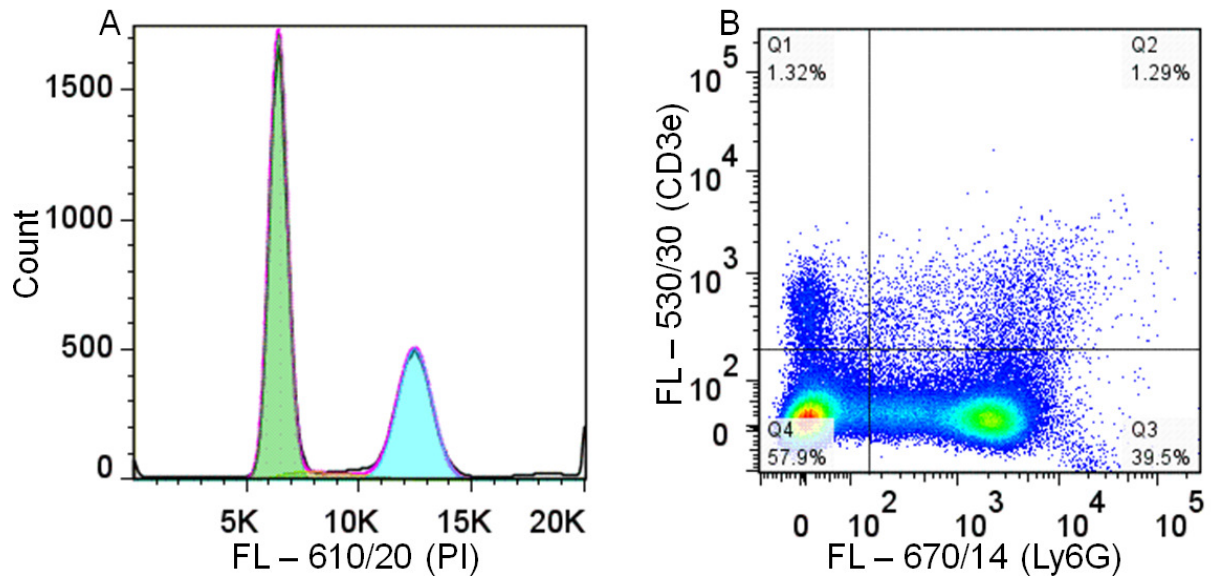 A
1500
1000
500
0
Count
5K
10K
15K
20K
FL – 610/20 (PI)
B
Q1
1.32%
Q2
1.29%
10^5
10^4
10^3
10^2
0
FL – 530/30 (CD3e)
Q4
57.9%
Q3
39.5%
0
10^2
10^3
10^4
10^5
FL – 670/14 (Ly6G)